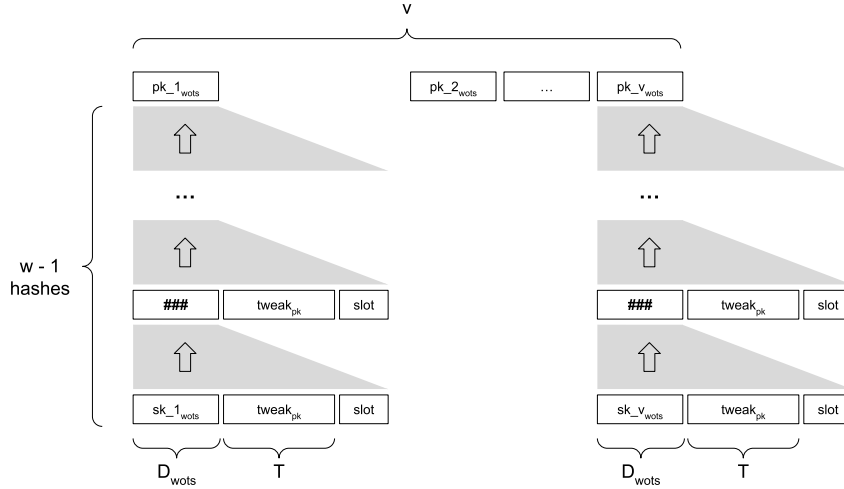 v
pk_1wots pk_2wots ... pk_vwots
... ...
w - 1
hashes
### tweakpk slot ### tweakpk slot
sk_1wots tweakpk slot sk_vwots tweakpk slot
Dwots T Dwots T